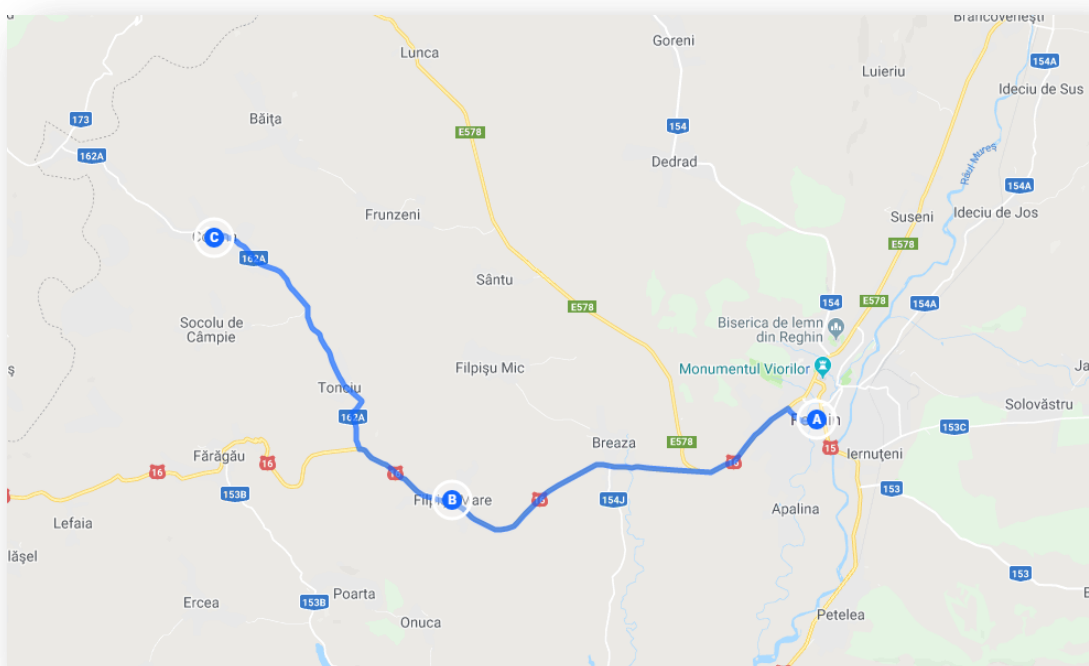 Brâncovenești
Lunca
Goreni
154A
Luieriu
Ideciu de Sus
173
Băița
E578
154
162A
Dedrad
Râul Mureș
154A
Frunzeni
Suseni
Ideciu de Jos
C
E578
162A
Sântu
E578
154
154A
E578
Socolu de
Câmpie
Biserica de lemn
din Reghin
Filpișu Mic
Monumentul Viorilor
Tonciu
Solovăstru
162A
A
Breaza
E578
15
153C
Fărăgău
16
16
16
Iernuțeni
153B
B
154J
153
Lefaia
Apalina
153
Ercea
153B
Poarta
Onuca
Petelea